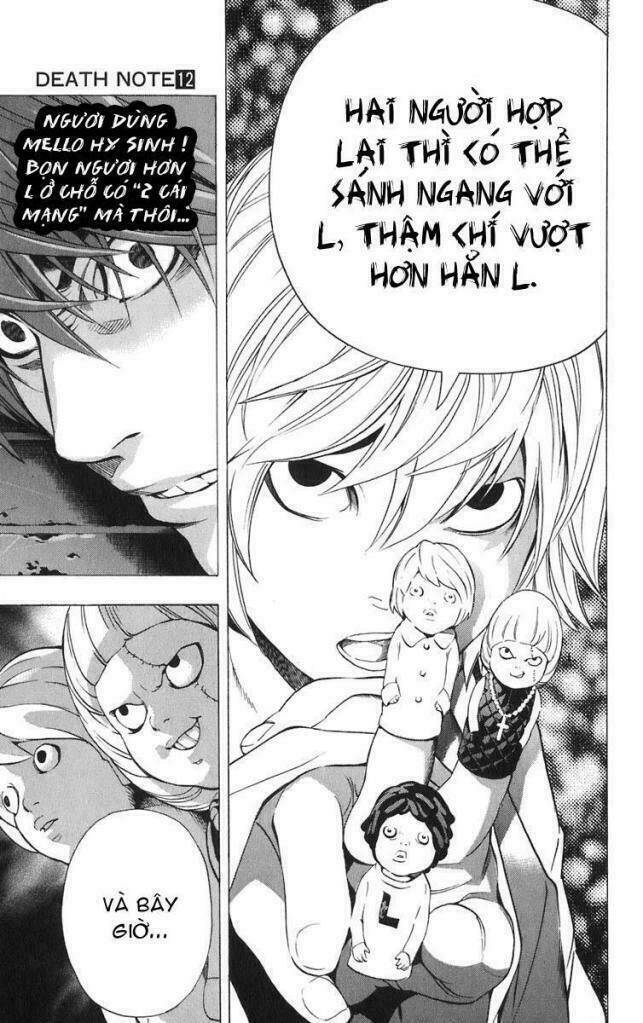 DEATH NOTE 12
HAI NGƯỜI HỢP
LẠI THÌ CÓ THỂ
SÁNH NGANG VỚI
L, THẬM CHÍ VƯỢT
HƠN HẲN L.
NGƯƠI DÙNG
MELLO HY SINH!
BỌN NGƯƠI HƠN
L Ở CHỖ CÓ "2 CÁI
MẠNG" MÀ THÔI...
L
VÀ BÂY
GIỜ...